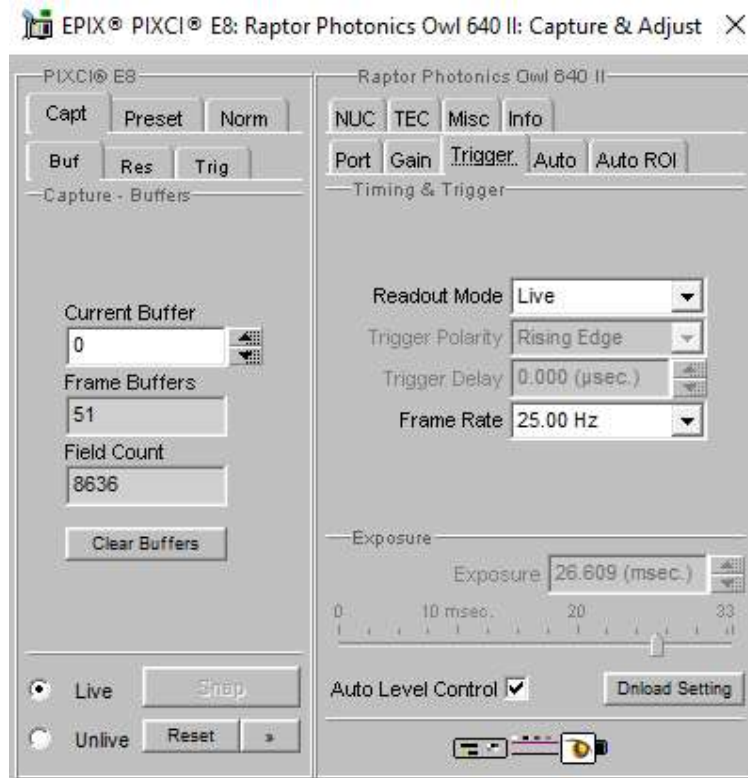 EPIX® PIXCI® E8: Raptor Photonics Owl 640 II: Capture & Adjust
PIXCI® E8
Capt Preset Norm
Buf Res Trig
Capture - Buffers
Current Buffer
0
Frame Buffers
51
Field Count
8636
Clear Buffers
Live Snap
Unlive Reset »
Raptor Photonics Owl 640 II
NUC TEC Misc Info
Port Gain Trigger Auto Auto ROI
Timing & Trigger
Readout Mode Live
Trigger Polarity Rising Edge
Trigger Delay 0.000 (µsec.)
Frame Rate 25.00 Hz
Exposure
Exposure 26.609 (msec.)
0 10 msec. 20 33
Auto Level Control Dnload Setting